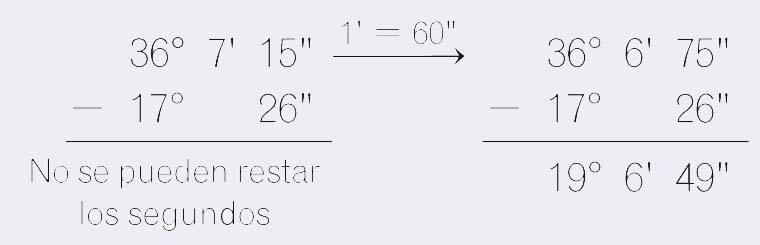 36° 7' 15"
− 17° 26"
No se pueden restar
los segundos
1' = 60"
36° 6' 75"
− 17° 26"
19° 6' 49"